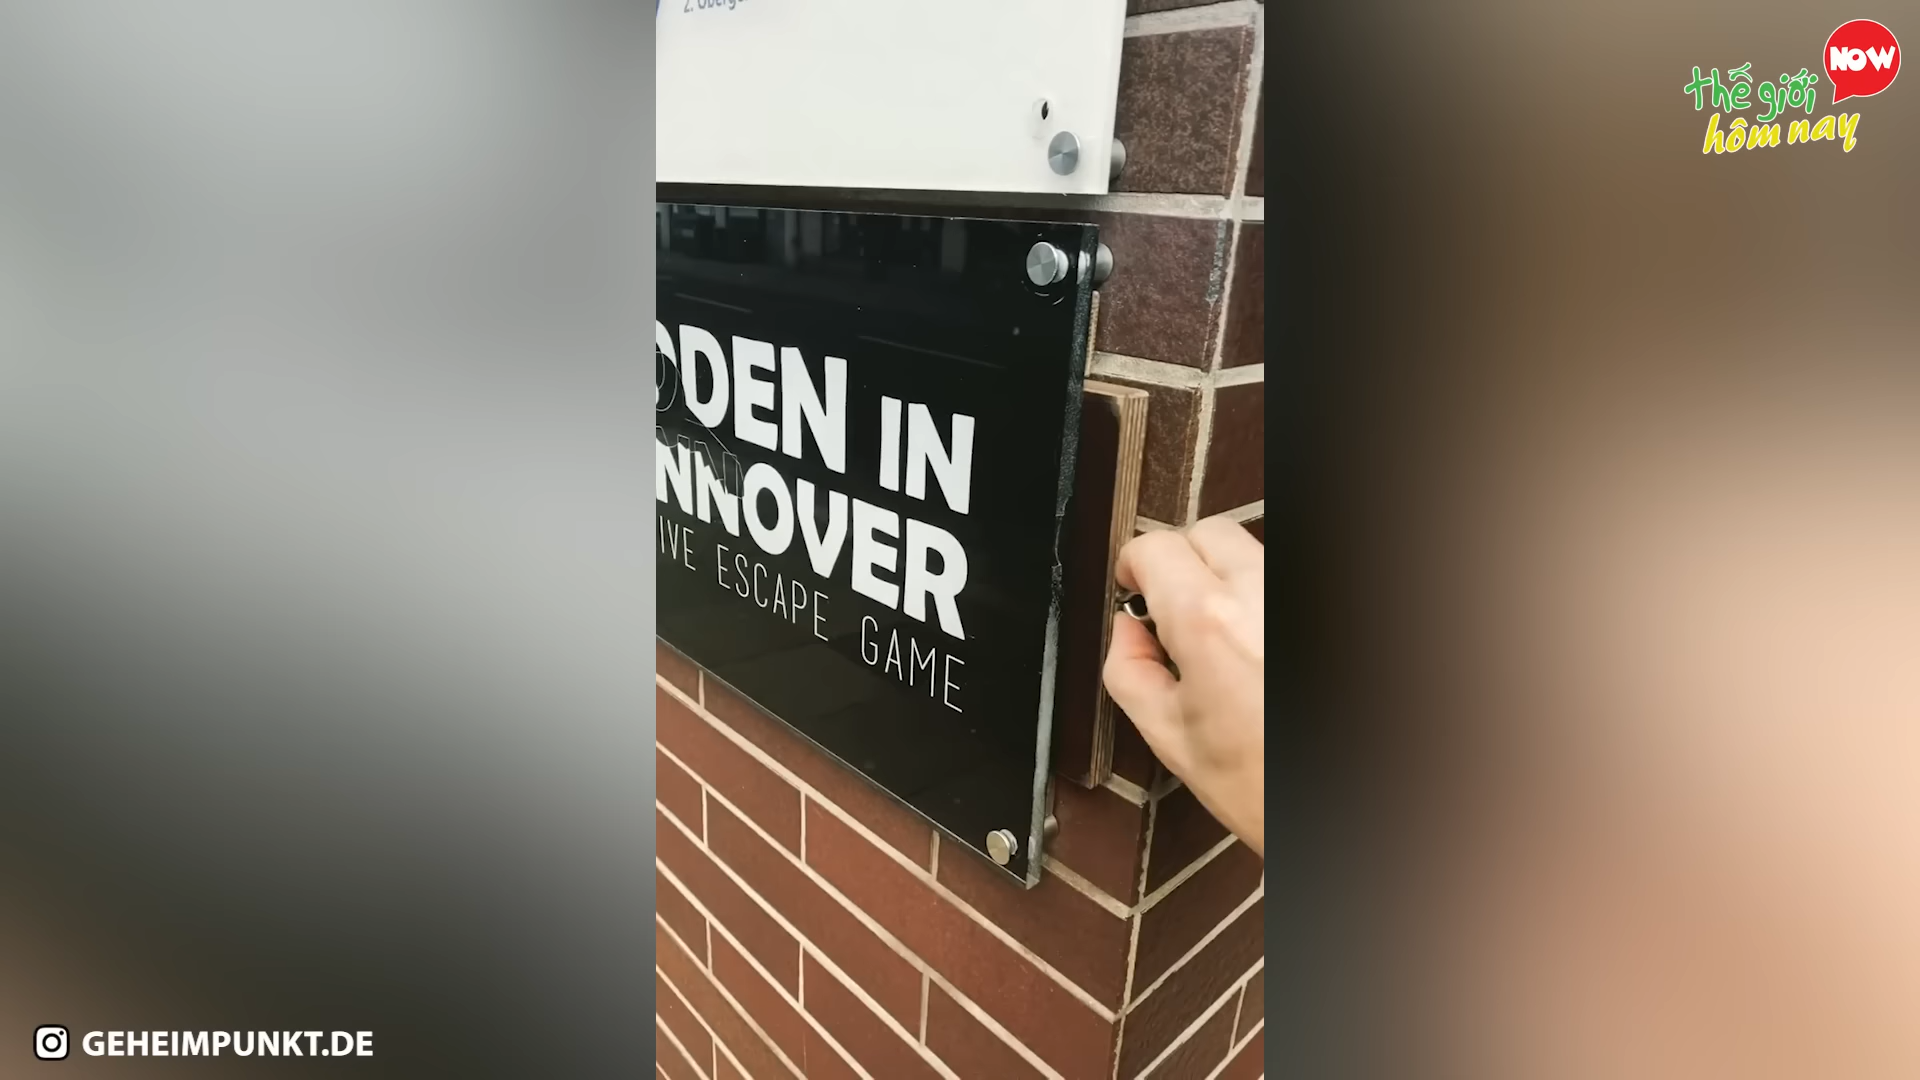 NOW
thế giới
hôm nay
DDEN IN
NNOVER
IVE ESCAPE GAME
GEHEIMPUNKT.DE